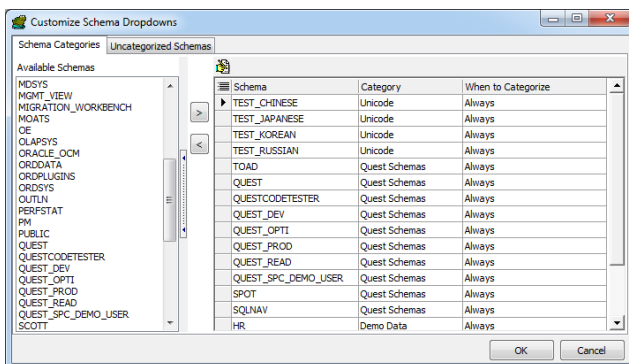 Customize Schema Dropdowns
Schema Categories Uncategorized Schemas
Available Schemas
MDSYS
MGMT_VIEW
MIGRATION_WORKBENCH
MOATS
OE
OLAPSYS
ORACLE_OCM
ORDDATA
ORDPLUGINS
ORDSYS
OUTLN
PERFSTAT
PM
PUBLIC
QUEST
QUESTCODETESTER
QUEST_DEV
QUEST_OPTI
QUEST_PROD
QUEST_READ
QUEST_SPC_DEMO_USER
SCOTT
>
<
Schema Category When to Categorize
TEST_CHINESE Unicode Always
TEST_JAPANESE Unicode Always
TEST_KOREAN Unicode Always
TEST_RUSSIAN Unicode Always
TOAD Quest Schemas Always
QUEST Quest Schemas Always
QUESTCODETESTER Quest Schemas Always
QUEST_DEV Quest Schemas Always
QUEST_OPTI Quest Schemas Always
QUEST_PROD Quest Schemas Always
QUEST_READ Quest Schemas Always
QUEST_SPC_DEMO_USER Quest Schemas Always
SPOT Quest Schemas Always
SQLNAV Quest Schemas Always
HR Demo Data Always
OK Cancel